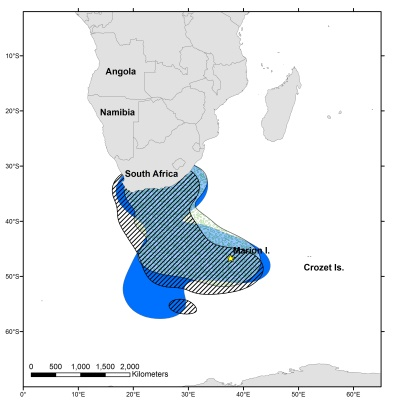 10°S
Angola
20°S
Namibia
30°S
South Africa
40°S
Marion I.
50°S
Crozet Is.
60°S
0 500 1,000 1,500 2,000
Kilometers
0° 10°E 20°E 30°E 40°E 50°E 60°E